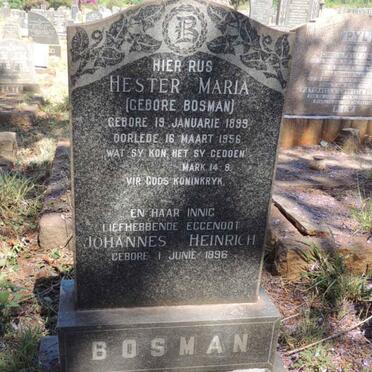 B
HIER RUS
HESTER MARIA
(GEBORE BOSMAN)
GEBORE 19 JANUARIE 1899
OORLEDE 16 MAART 1956
WAT SY KON, HET SY GEDOEN
MARK 14:8
VIR GODS KONINKRYK.
EN HAAR INNIG
LIEFHEBBENDE EGGENOOT
JOHANNES HEINRICH
GEBORE 1 JUNIE 1896
BOSMAN